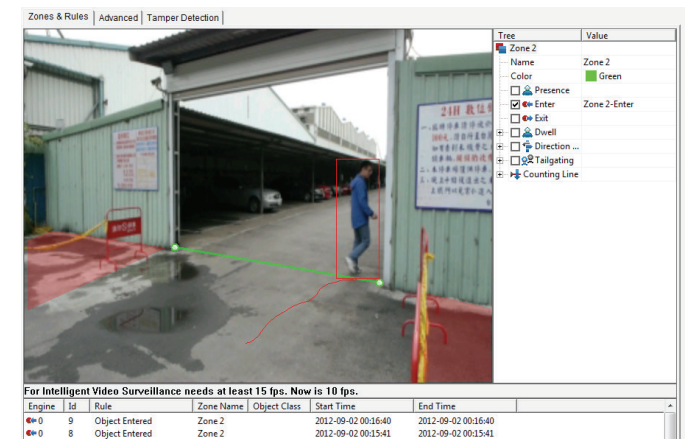 Zones & Rules
Advanced
Tamper Detection
Tree
Value
Zone 2
Name
Zone 2
Color
Green
Presence
Enter
Zone 2-Enter
Exit
Dwell
Direction ...
Tailgating
Counting Line
24H 數位
For Intelligent Video Surveillance needs at least 15 fps. Now is 10 fps.
Engine Id Rule Zone Name Object Class Start Time End Time
0 9 Object Entered Zone 2 2012-09-02 00:16:40 2012-09-02 00:16:40
0 8 Object Entered Zone 2 2012-09-02 00:15:41 2012-09-02 00:15:41